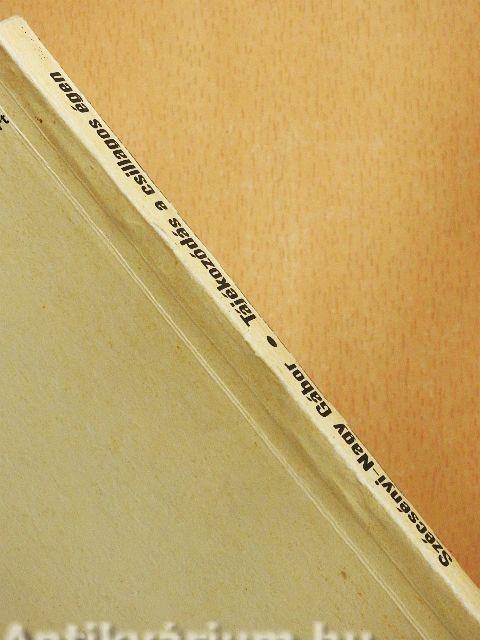 Szécsényi-Nagy Gábor • Tájékozódás a csillagos égen
Antikvárium.hu